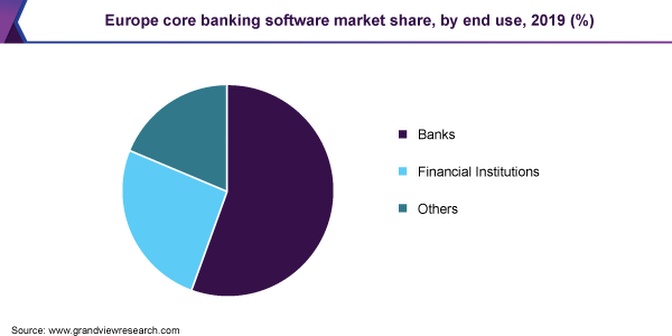 Europe core banking software market share, by end use, 2019 (%)
Banks
Financial Institutions
Others
Source: www.grandviewresearch.com